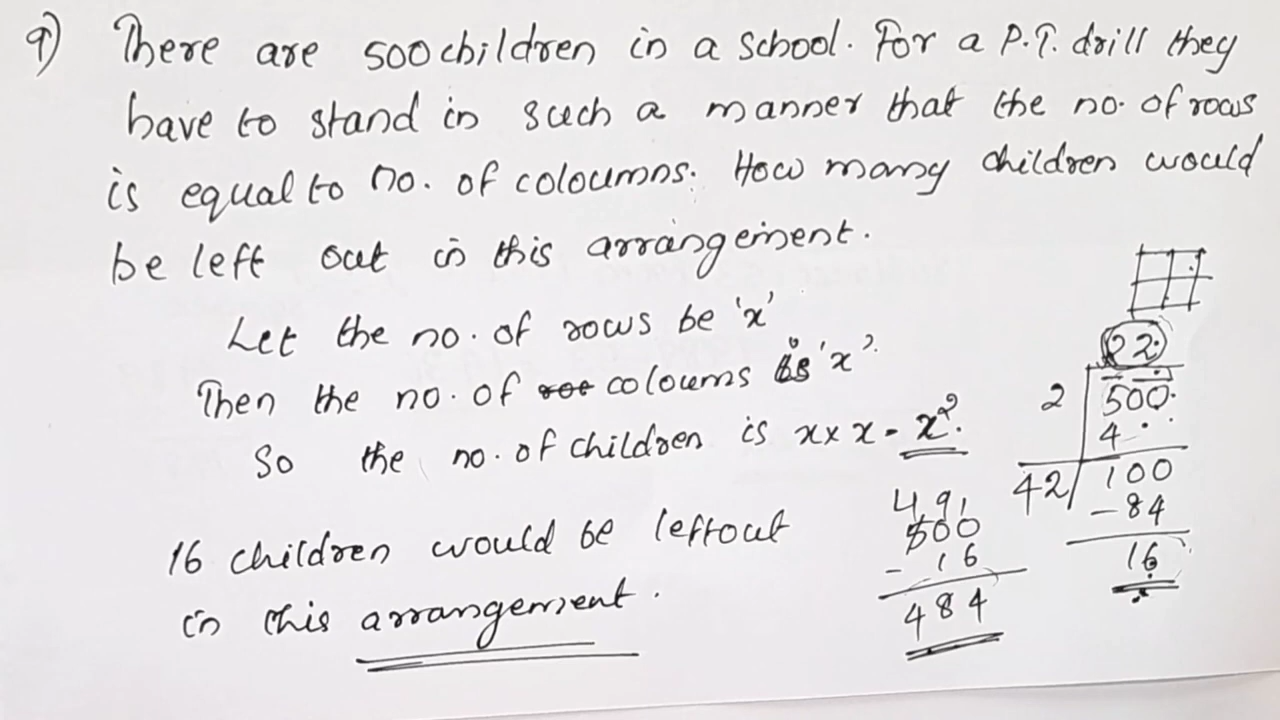 9) There are 500 children in a school. For a P.T. drill they
have to stand in such a manner that the no. of rows
is equal to no. of coloumns. How many children would
be left out in this arrangement.
Let the no. of rows be 'x'
Then the no. of coloums is 'x'.
So the no. of children is x x x = x².
16 children would be leftout
in this arrangement.
22
2 500
4
42 100
-84
16
4 9 1
500
- 16
484